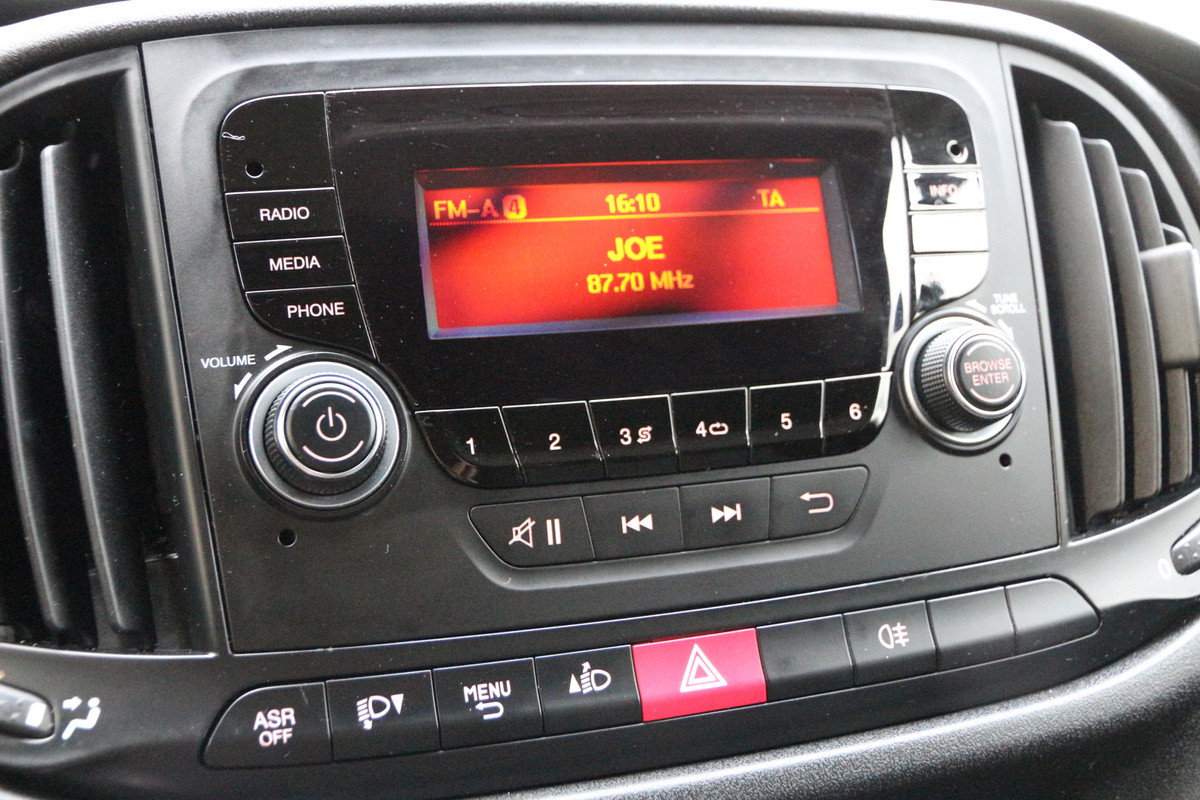 RADIO
MEDIA
PHONE
VOLUME
FM-A 4 16:10 TA
JOE
87.70 MHz
INFO
TUNE
SCROLL
BROWSE
ENTER
1 2 3 4 5 6
ASR
OFF
MENU
0